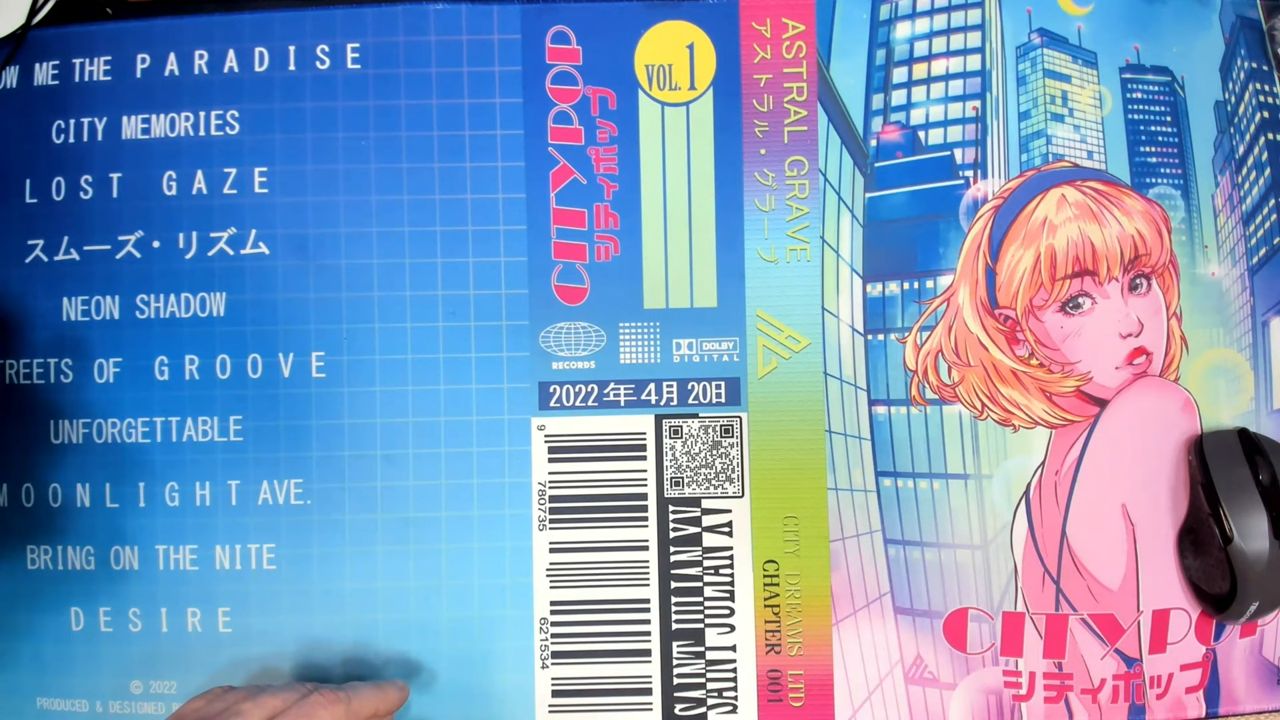 ME THE PARADISE
CITY MEMORIES
LOST GAZE
スムーズ・リズム
NEON SHADOW
OF GROOVE
UNFORGETTABLE
MOONLIGHT AVE.
BRING ON THE NITE
DESIRE
© 2022
PRODUCED & DESIGNED
CITYPOP
シティポップ
VOL. 1
RECORDS
DOLBY
DIGITAL
2022年4月20日
9 780735 621534
SAINT JULIAN AV
SAINT JULIAN AV
ASTRAL GRAVE
アストラル・グラーブ
CITY DREAMS LTD
CHAPTER 001
CITYPOP
シティポップ